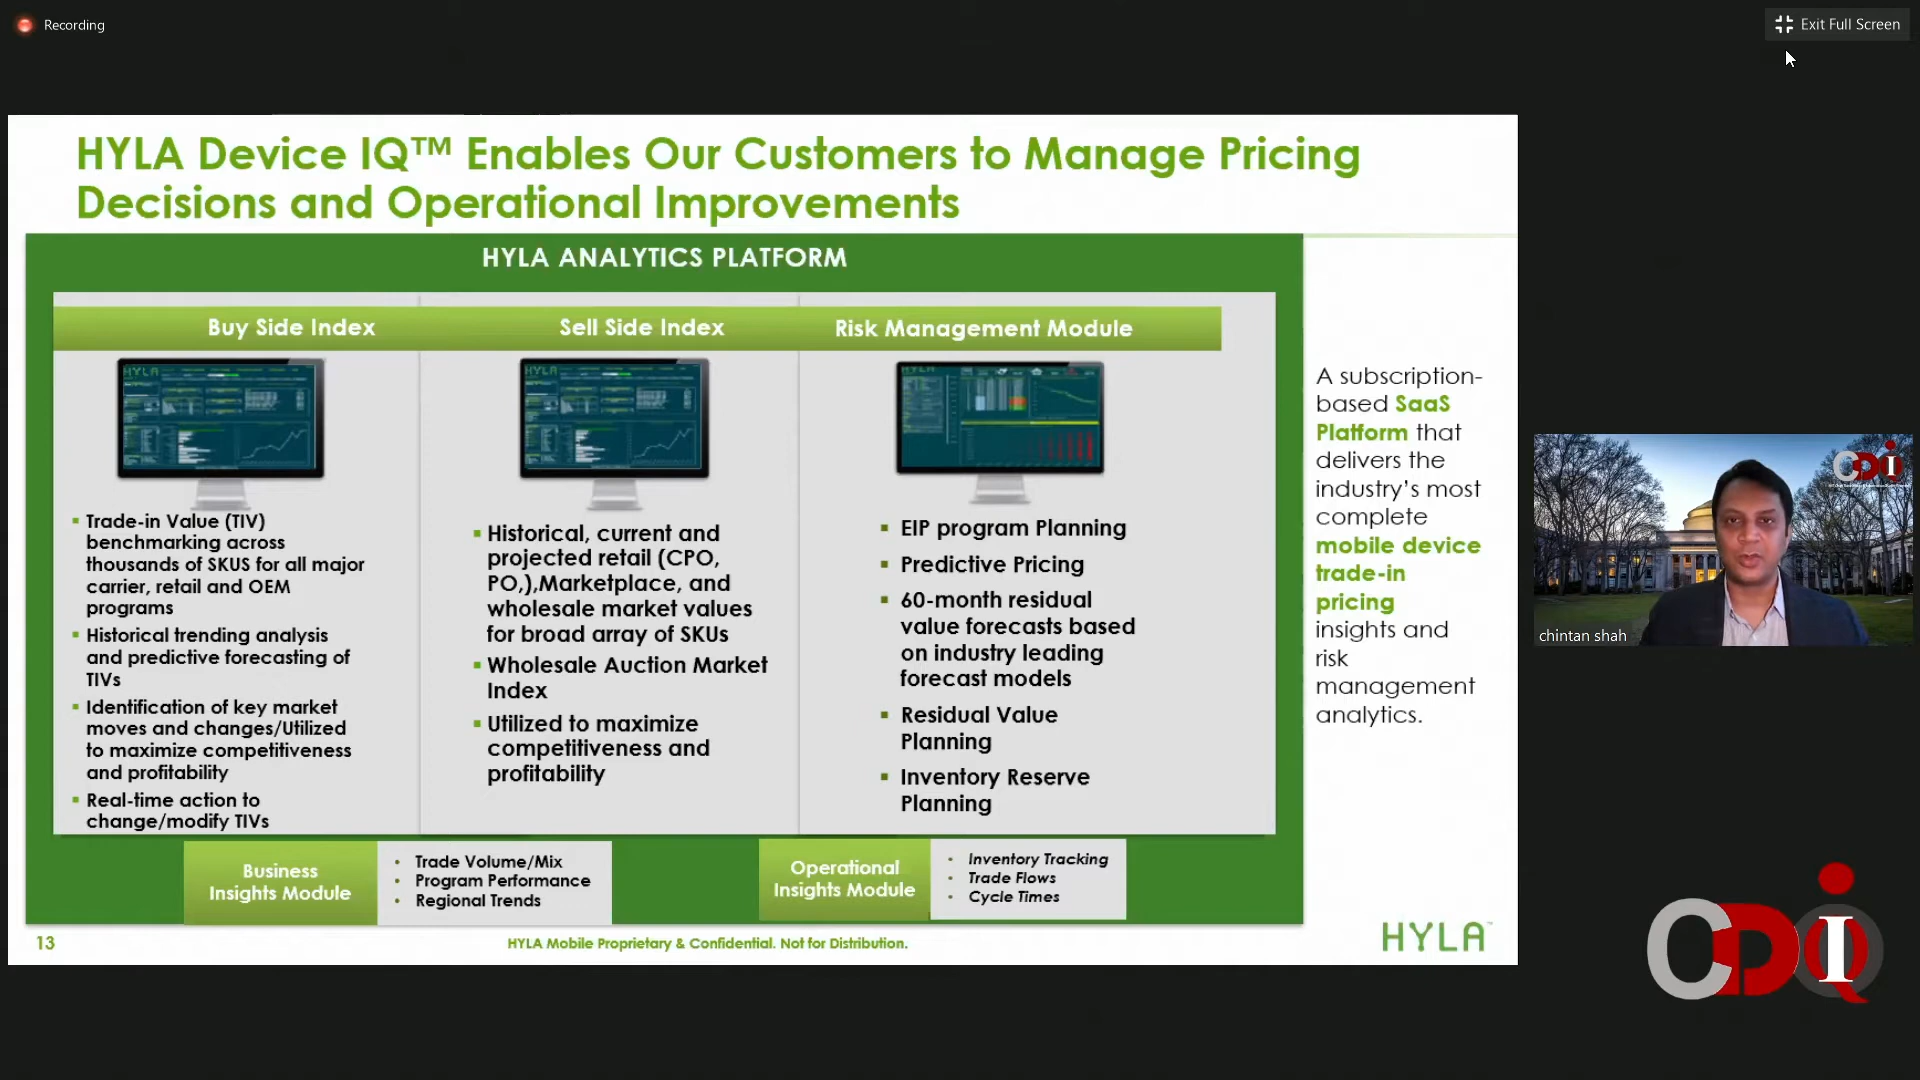 Recording
Exit Full Screen
HYLA Device IQ™ Enables Our Customers to Manage Pricing
Decisions and Operational Improvements
HYLA ANALYTICS PLATFORM
Buy Side Index
Sell Side Index
Risk Management Module
HYLA
HYLA
HYLA
▪ Trade-in Value (TIV)
benchmarking across
thousands of SKUS for all major
carrier, retail and OEM
programs
▪ Historical trending analysis
and predictive forecasting of
TIVs
▪ Identification of key market
moves and changes/Utilized
to maximize competitiveness
and profitability
▪ Real-time action to
change/modify TIVs
▪ Historical, current and
projected retail (CPO,
PO,),Marketplace, and
wholesale market values
for broad array of SKUs
▪ Wholesale Auction Market
Index
▪ Utilized to maximize
competitiveness and
profitability
▪ EIP program Planning
▪ Predictive Pricing
▪ 60-month residual
value forecasts based
on industry leading
forecast models
▪ Residual Value
Planning
▪ Inventory Reserve
Planning
A subscription-
based SaaS
Platform that
delivers the
industry's most
complete
mobile device
trade-in
pricing
insights and
risk
management
analytics.
Business
Insights Module
• Trade Volume/Mix
• Program Performance
• Regional Trends
Operational
Insights Module
• Inventory Tracking
• Trade Flows
• Cycle Times
13
HYLA Mobile Proprietary & Confidential. Not for Distribution.
HYLA™
CDOIQ
chintan shah
CDOIQ